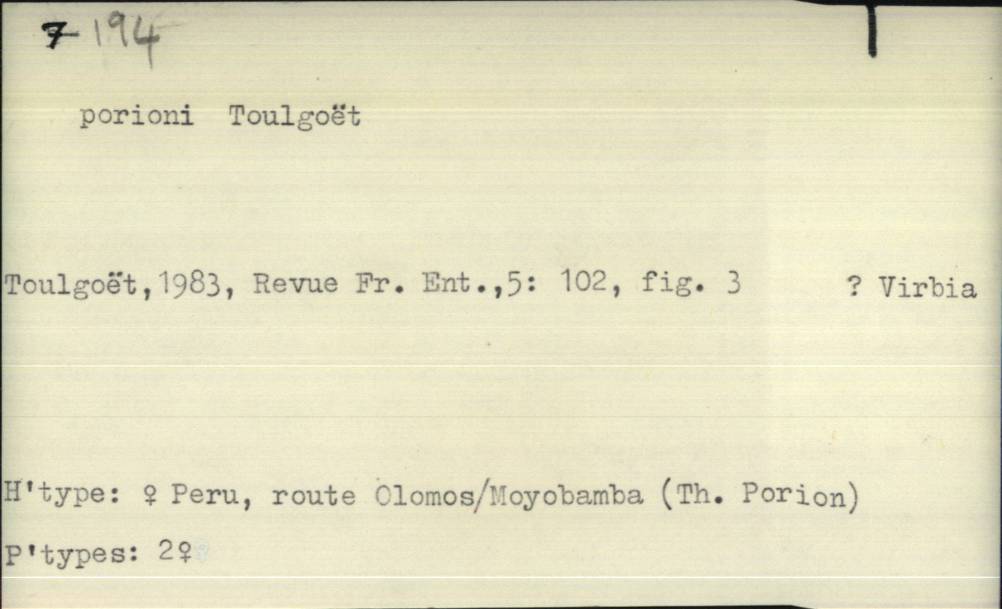 7 194
porioni Toulgoët
Toulgoët,1983, Revue Fr. Ent.,5: 102, fig. 3 ? Virbia
H'type: ♀ Peru, route Olomos/Moyobamba (Th. Porion)
P'types: 2♀